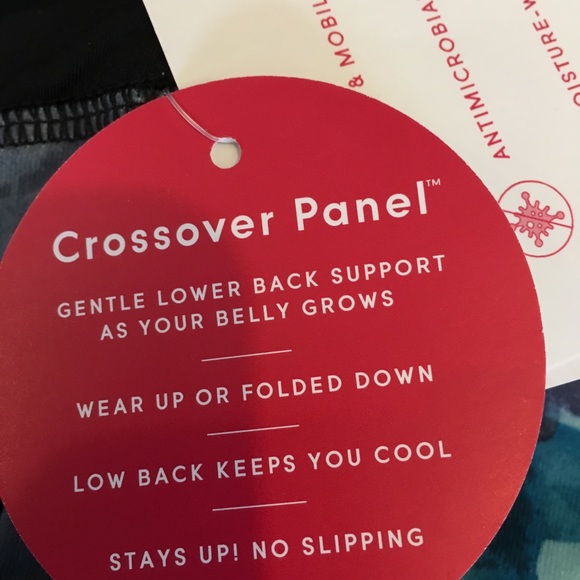 Crossover Panel™
GENTLE LOWER BACK SUPPORT
AS YOUR BELLY GROWS
WEAR UP OR FOLDED DOWN
LOW BACK KEEPS YOU COOL
STAYS UP! NO SLIPPING
& MOBIL
ANTIMICROBIA
OISTURE-W